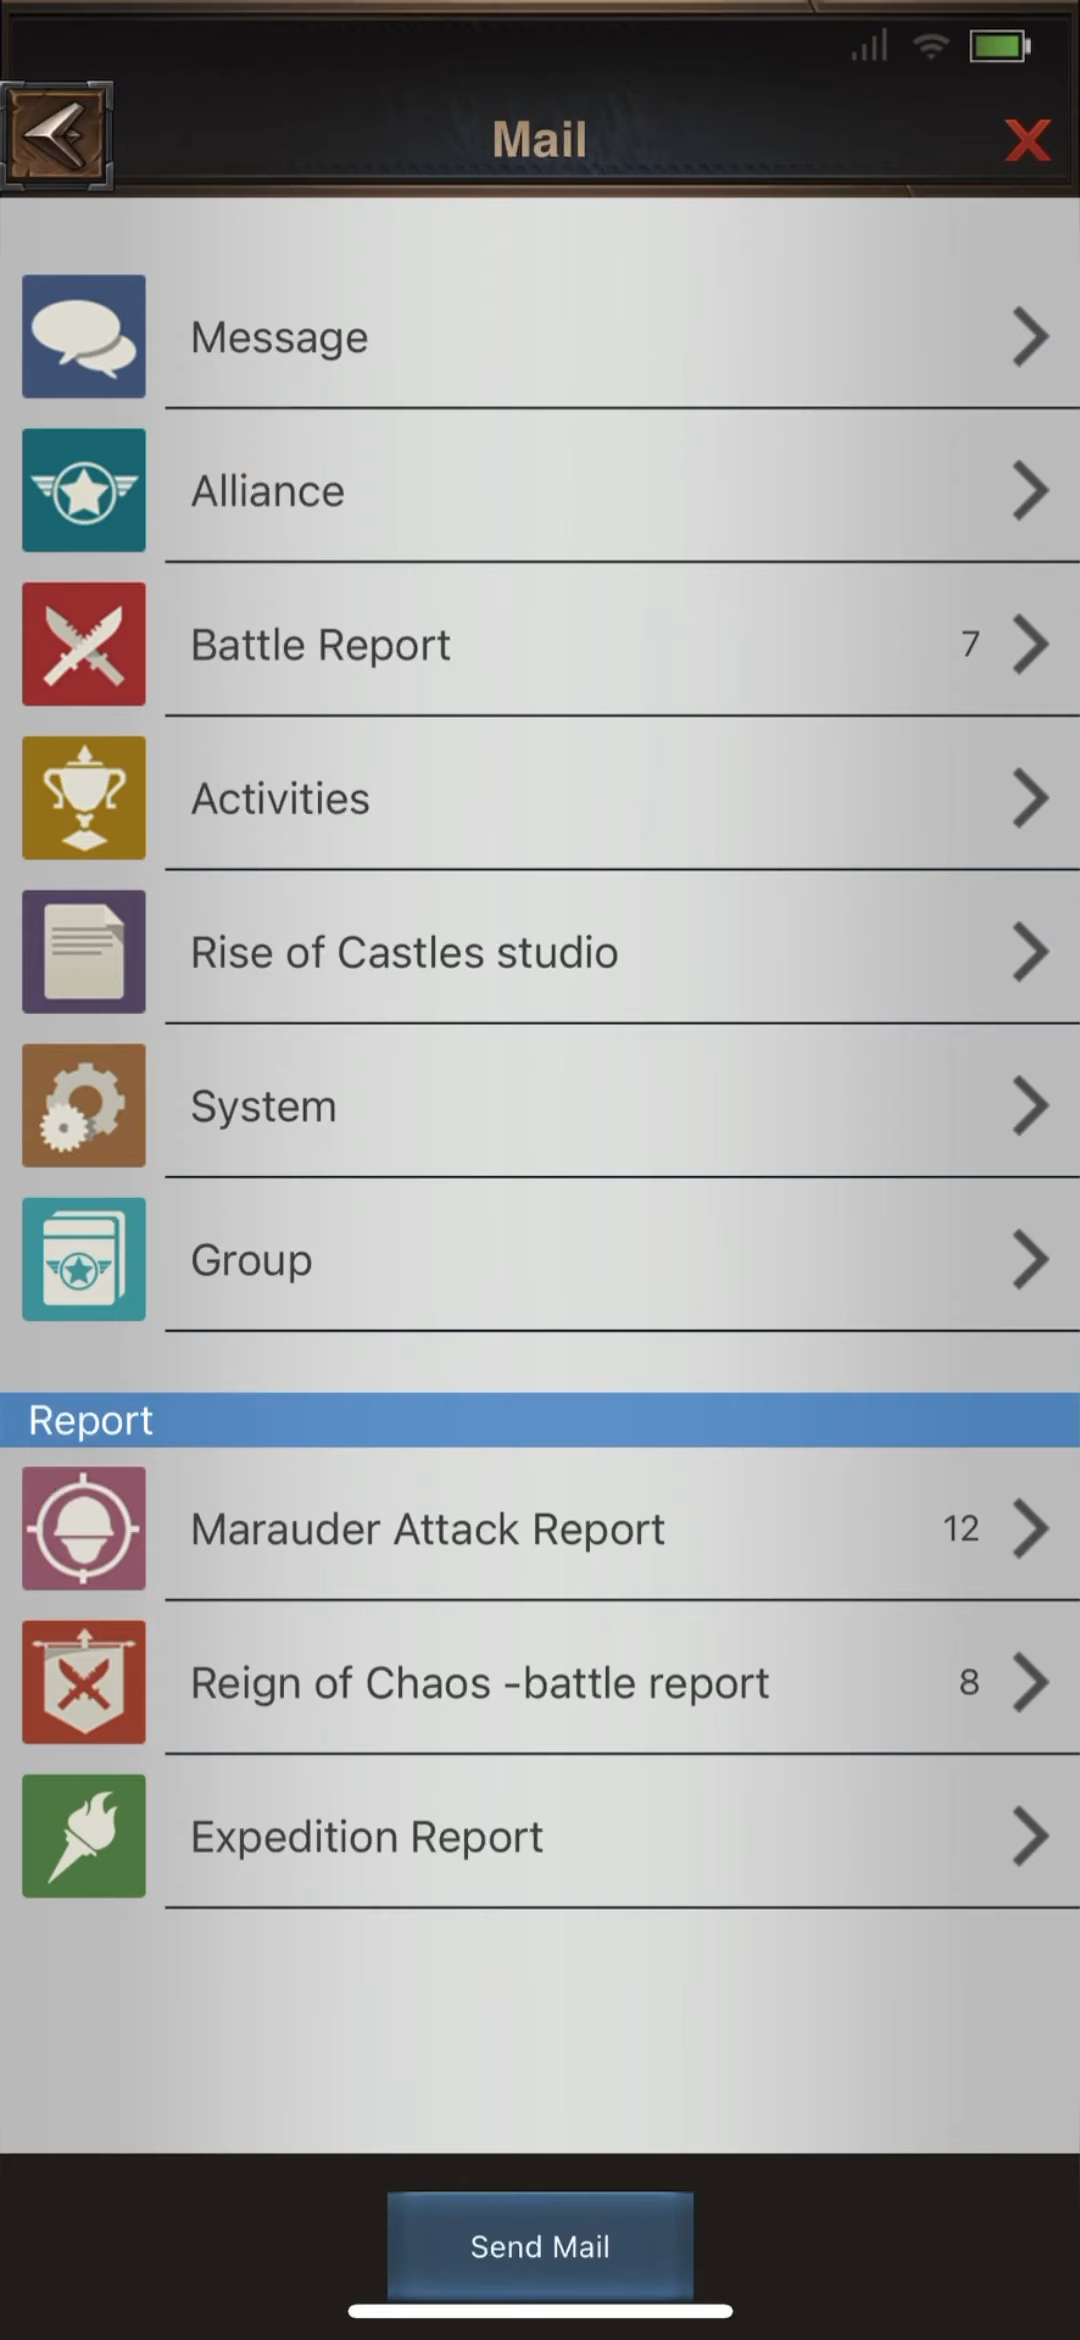 Mail
Message
Alliance
Battle Report 7
Activities
Rise of Castles studio
System
Group
Report
Marauder Attack Report 12
Reign of Chaos -battle report 8
Expedition Report
Send Mail